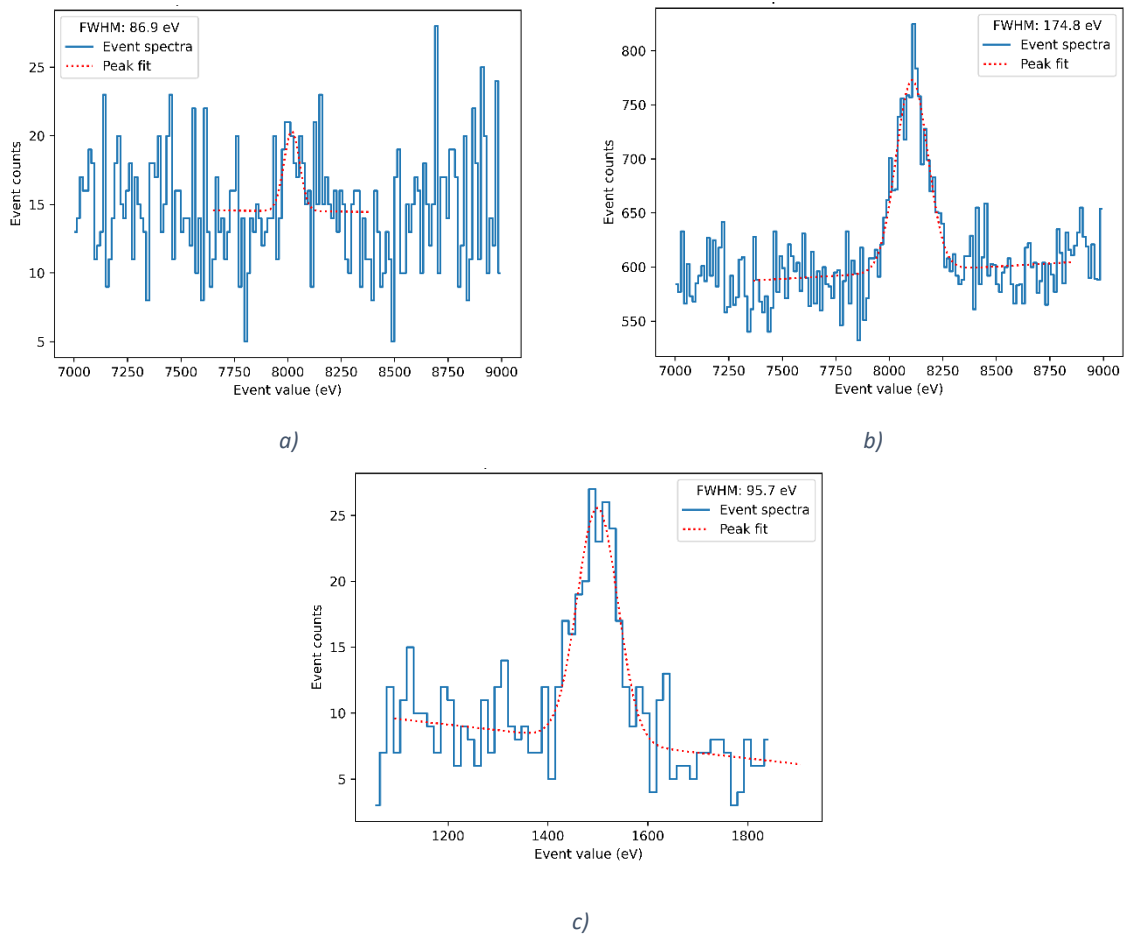 FWHM: 86.9 eV
Event spectra
Peak fit
Event counts
25
20
15
10
5
7000 7250 7500 7750 8000 8250 8500 8750 9000
Event value (eV)
a)
FWHM: 174.8 eV
Event spectra
Peak fit
Event counts
800
750
700
650
600
550
7000 7250 7500 7750 8000 8250 8500 8750 9000
Event value (eV)
b)
FWHM: 95.7 eV
Event spectra
Peak fit
Event counts
25
20
15
10
5
1200 1400 1600 1800
Event value (eV)
c)